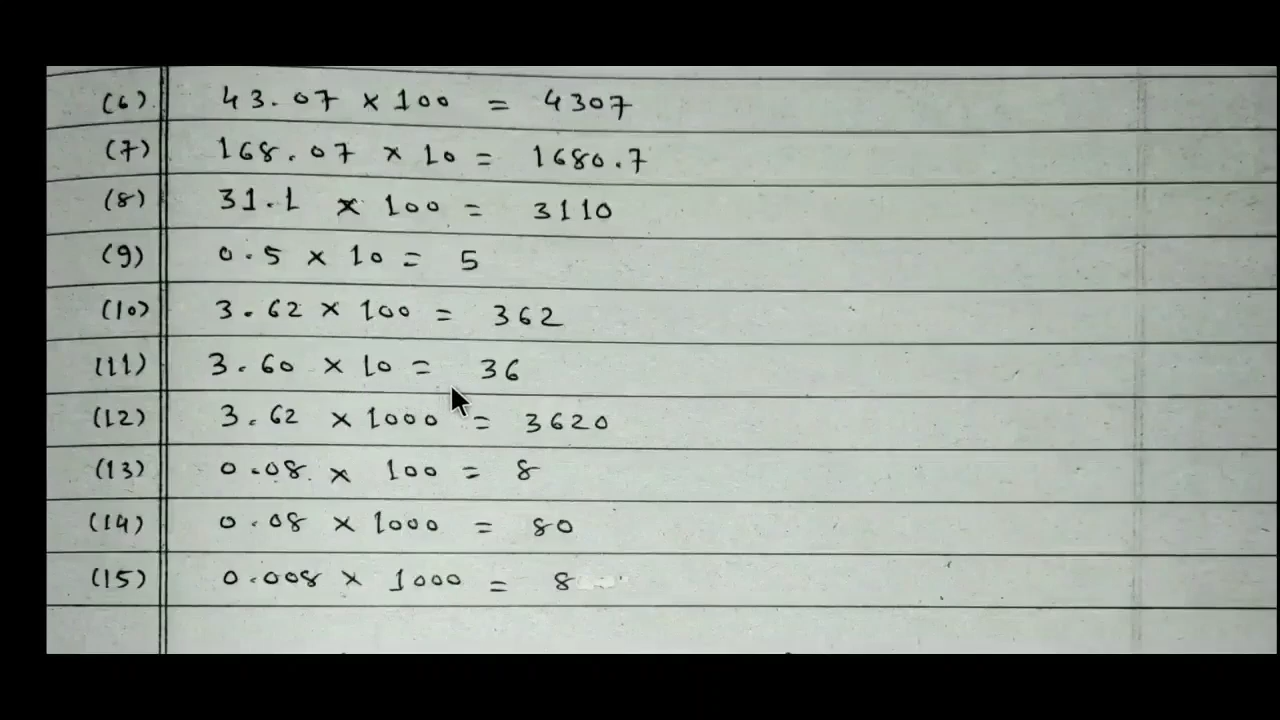 (6) 43.07 × 100 = 4307
(7) 168.07 × 10 = 1680.7
(8) 31.1 × 100 = 3110
(9) 0.5 × 10 = 5
(10) 3.62 × 100 = 362
(11) 3.60 × 10 = 36
(12) 3.62 × 1000 = 3620
(13) 0.08 × 100 = 8
(14) 0.08 × 1000 = 80
(15) 0.008 × 1000 = 8